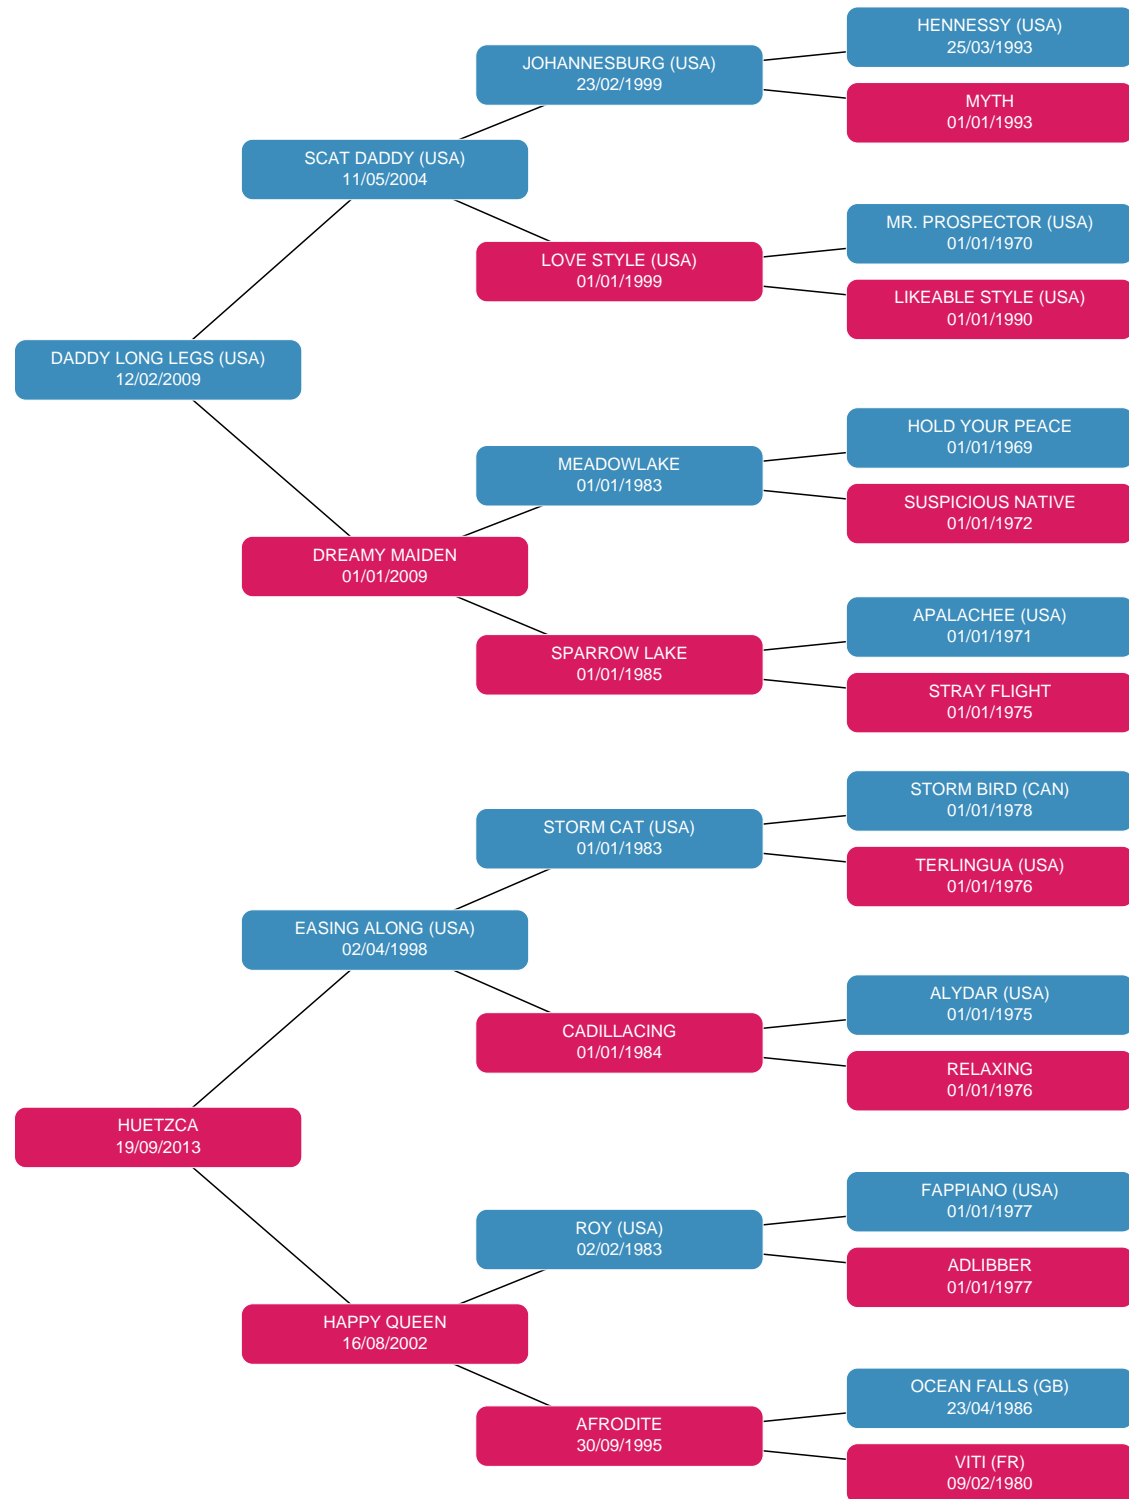 HENNESSY (USA)
25/03/1993
JOHANNESBURG (USA)
23/02/1999
MYTH
01/01/1993
SCAT DADDY (USA)
11/05/2004
MR. PROSPECTOR (USA)
01/01/1970
LOVE STYLE (USA)
01/01/1999
LIKEABLE STYLE (USA)
01/01/1990
DADDY LONG LEGS (USA)
12/02/2009
HOLD YOUR PEACE
01/01/1969
MEADOWLAKE
01/01/1983
SUSPICIOUS NATIVE
01/01/1972
DREAMY MAIDEN
01/01/2009
APALACHEE (USA)
01/01/1971
SPARROW LAKE
01/01/1985
STRAY FLIGHT
01/01/1975
STORM BIRD (CAN)
01/01/1978
STORM CAT (USA)
01/01/1983
TERLINGUA (USA)
01/01/1976
EASING ALONG (USA)
02/04/1998
ALYDAR (USA)
01/01/1975
CADILLACING
01/01/1984
RELAXING
01/01/1976
HUETZCA
19/09/2013
FAPPIANO (USA)
01/01/1977
ROY (USA)
02/02/1983
ADLIBBER
01/01/1977
HAPPY QUEEN
16/08/2002
OCEAN FALLS (GB)
23/04/1986
AFRODITE
30/09/1995
VITI (FR)
09/02/1980